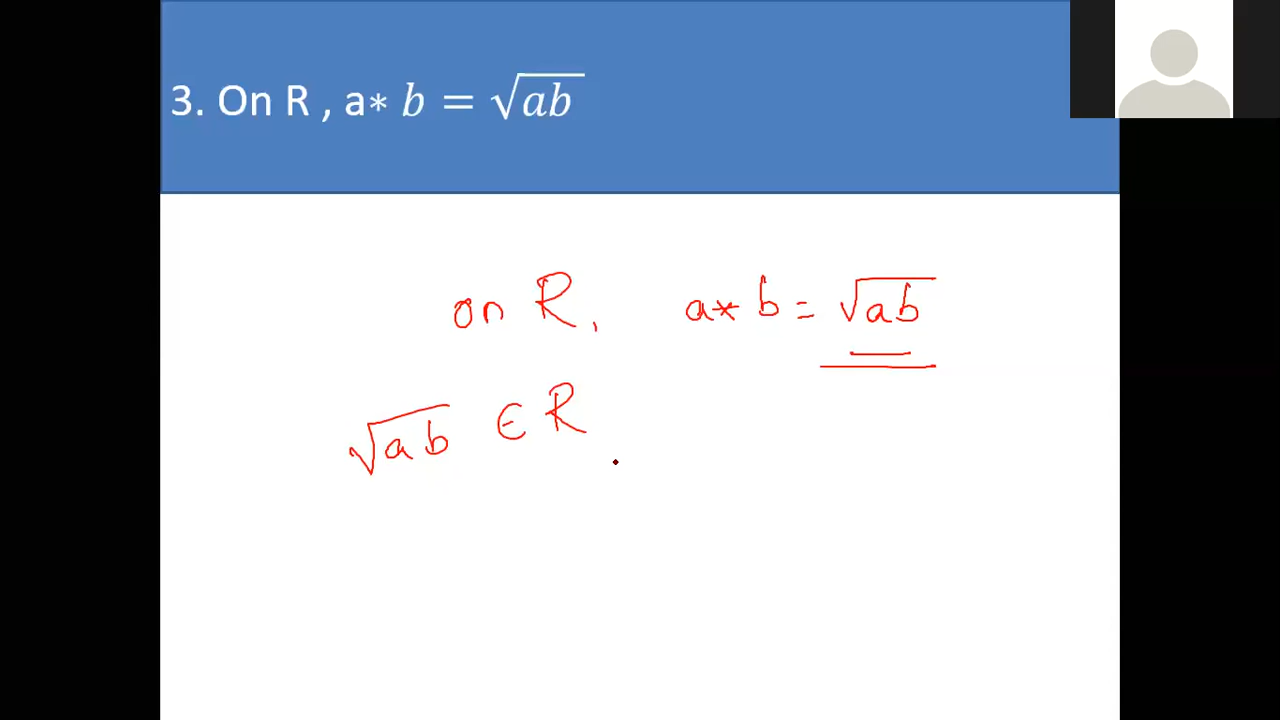 3. On R , a∗ b = √ab
on R, a* b = √ab
√ab ∈ R